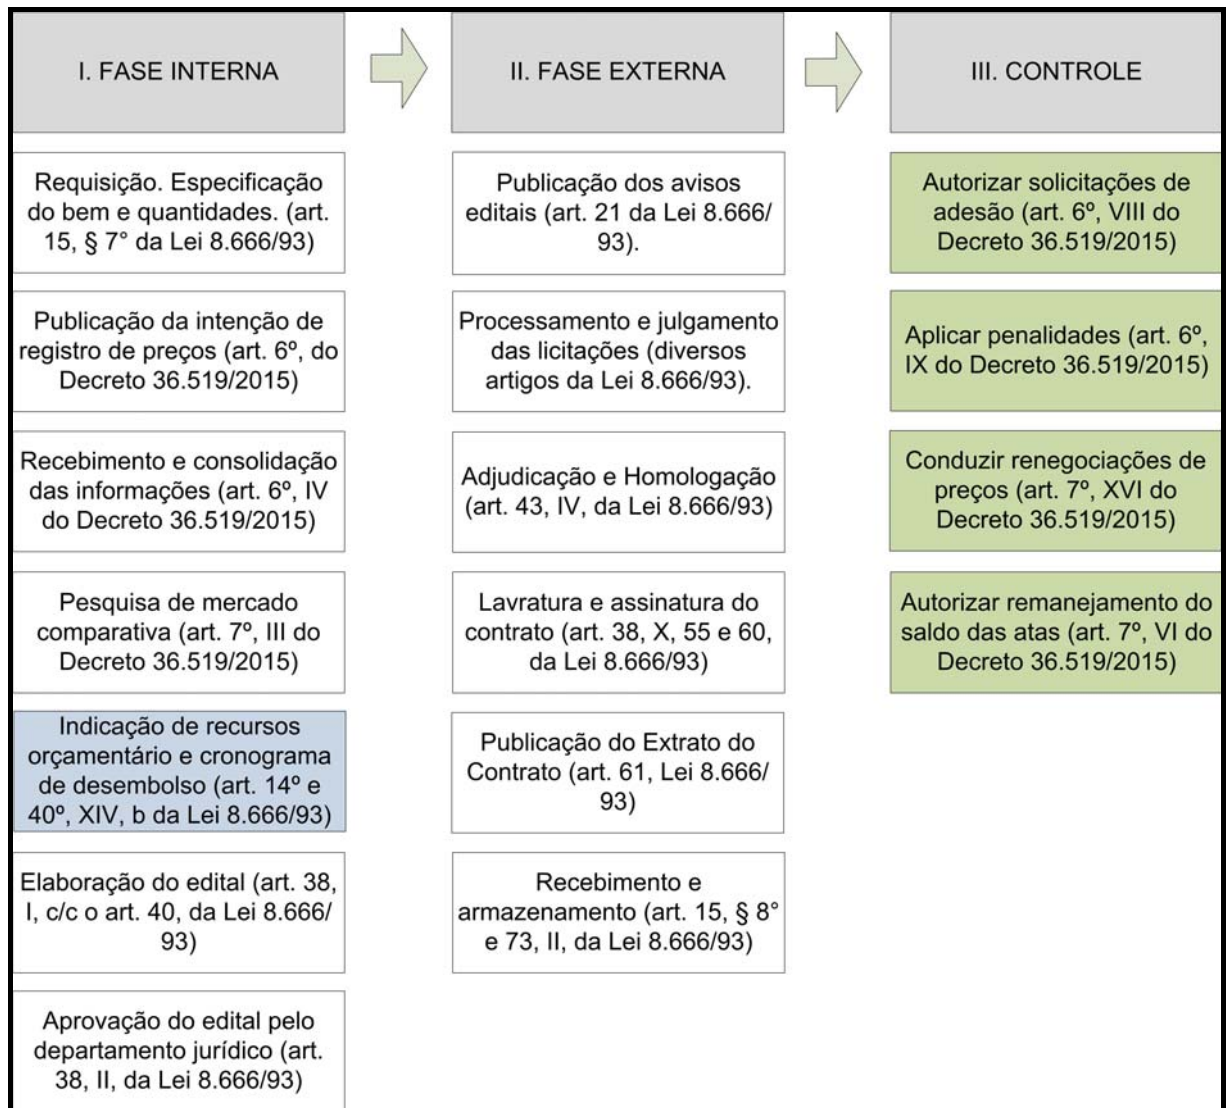 I. FASE INTERNA
II. FASE EXTERNA
III. CONTROLE
Requisição. Especificação
do bem e quantidades. (art.
15, § 7° da Lei 8.666/93)
Publicação da intenção de
registro de preços (art. 6º, do
Decreto 36.519/2015)
Recebimento e consolidação
das informações (art. 6º, IV
do Decreto 36.519/2015)
Pesquisa de mercado
comparativa (art. 7º, III do
Decreto 36.519/2015)
Indicação de recursos
orçamentário e cronograma
de desembolso (art. 14º e
40º, XIV, b da Lei 8.666/93)
Elaboração do edital (art. 38,
I, c/c o art. 40, da Lei 8.666/
93)
Aprovação do edital pelo
departamento jurídico (art.
38, II, da Lei 8.666/93)
Publicação dos avisos
editais (art. 21 da Lei 8.666/
93).
Processamento e julgamento
das licitações (diversos
artigos da Lei 8.666/93).
Adjudicação e Homologação
(art. 43, IV, da Lei 8.666/93)
Lavratura e assinatura do
contrato (art. 38, X, 55 e 60,
da Lei 8.666/93)
Publicação do Extrato do
Contrato (art. 61, Lei 8.666/
93)
Recebimento e
armazenamento (art. 15, § 8°
e 73, II, da Lei 8.666/93)
Autorizar solicitações de
adesão (art. 6º, VIII do
Decreto 36.519/2015)
Aplicar penalidades (art. 6º,
IX do Decreto 36.519/2015)
Conduzir renegociações de
preços (art. 7º, XVI do
Decreto 36.519/2015)
Autorizar remanejamento do
saldo das atas (art. 7º, VI do
Decreto 36.519/2015)